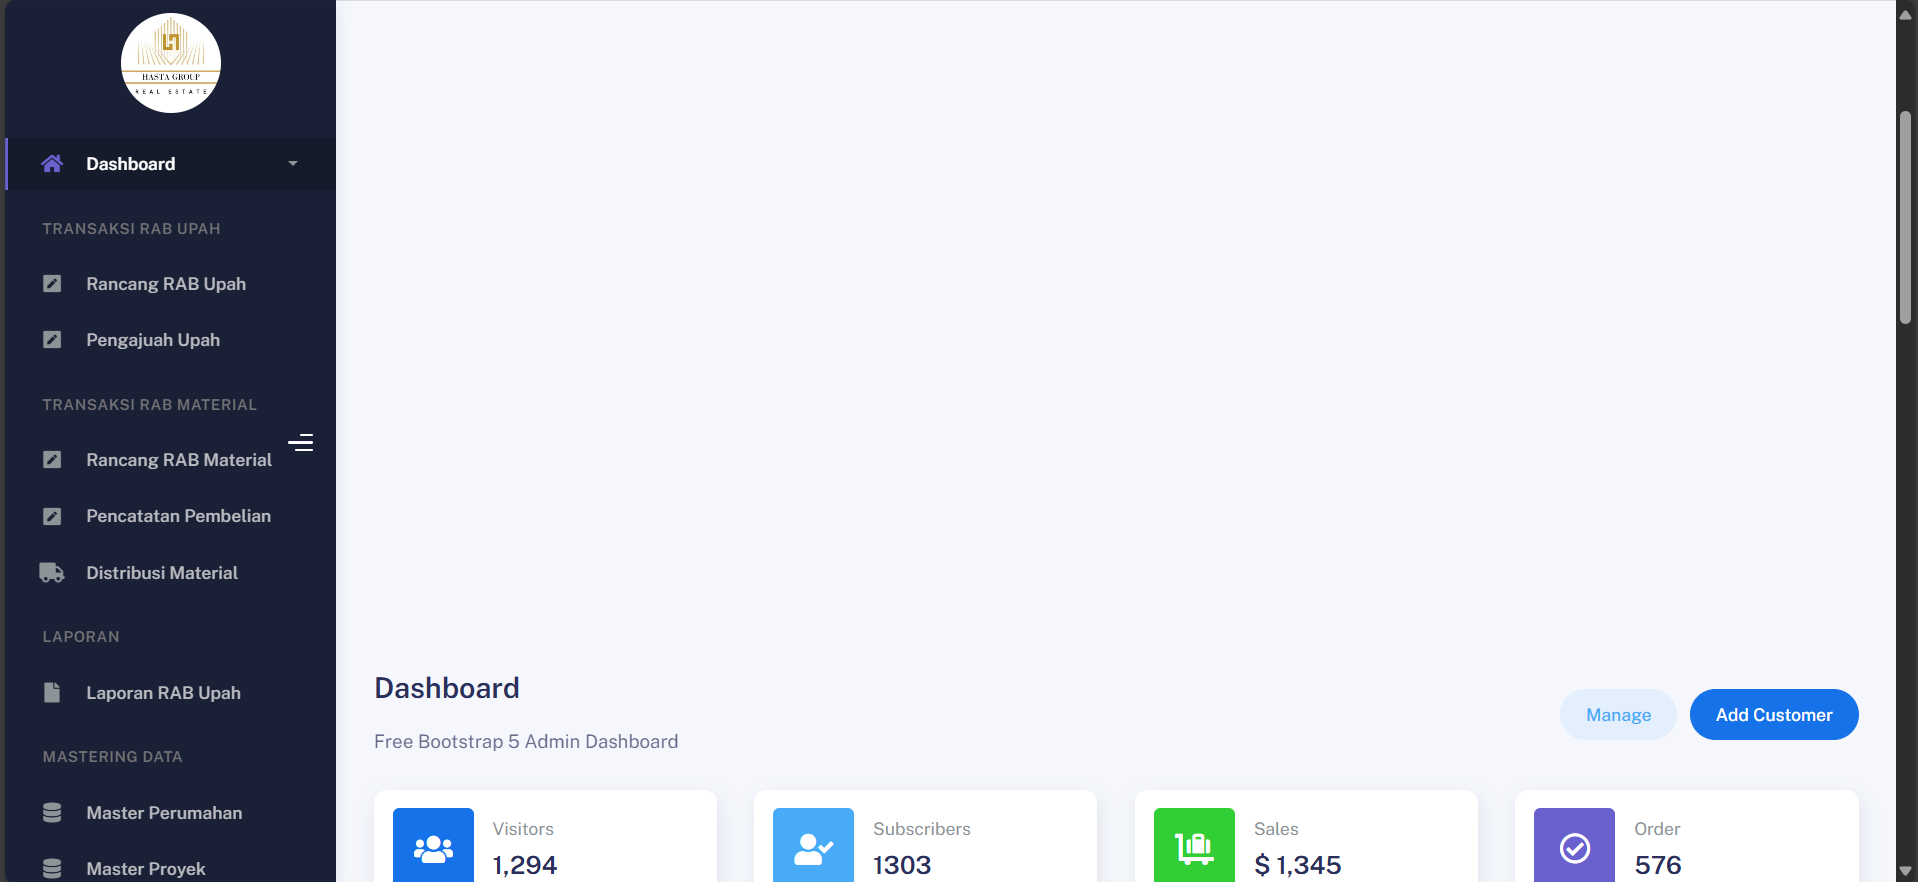 HASTA GROUP
REAL ESTATE
Dashboard
TRANSAKSI RAB UPAH
Rancang RAB Upah
Pengajuah Upah
TRANSAKSI RAB MATERIAL
Rancang RAB Material
Pencatatan Pembelian
Distribusi Material
LAPORAN
Laporan RAB Upah
MASTERING DATA
Master Perumahan
Master Proyek
Dashboard
Free Bootstrap 5 Admin Dashboard
Manage
Add Customer
Visitors
1,294
Subscribers
1303
Sales
$ 1,345
Order
576